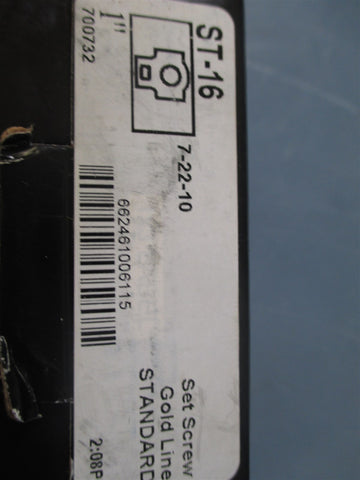 ST-16
1"
700732
7-22-10
662461006115
Set Screw
Gold Line
STANDARD
2:08P